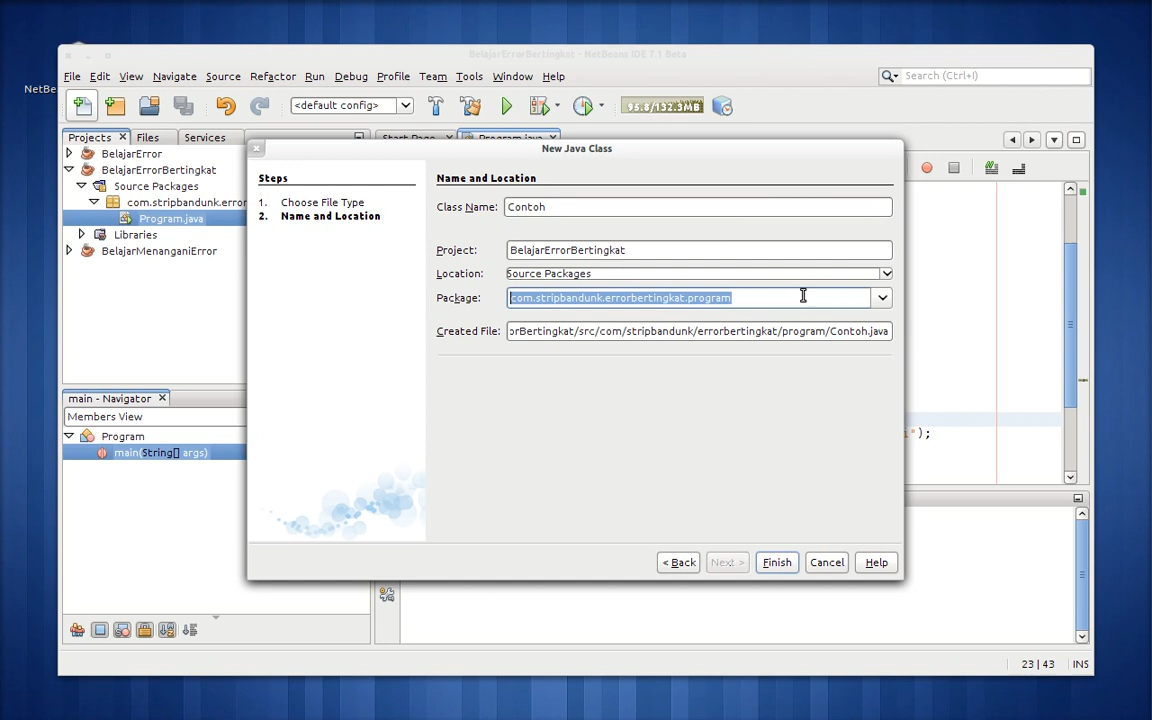 BelajarErrorBertingkat - NetBeans IDE 7.1 Beta
File Edit View Navigate Source Refactor Run Debug Profile Team Tools Window Help
Search (Ctrl+I)
NetBe
<default config>
95.8/132.3MB
Projects Files Services
Start Page Program.java
New Java Class
BelajarError
BelajarErrorBertingkat
Source Packages
com.stripbandunk.error
Program.java
Libraries
BelajarMenanganiError
Steps
1. Choose File Type
2. Name and Location
Name and Location
Class Name: Contoh
Project: BelajarErrorBertingkat
Location: Source Packages
Package: com.stripbandunk.errorbertingkat.program
Created File: orBertingkat/src/com/stripbandunk/errorbertingkat/program/Contoh.java
main - Navigator
Members View
Program
main(String[] args)
");
< Back Next > Finish Cancel Help
23 | 43 INS